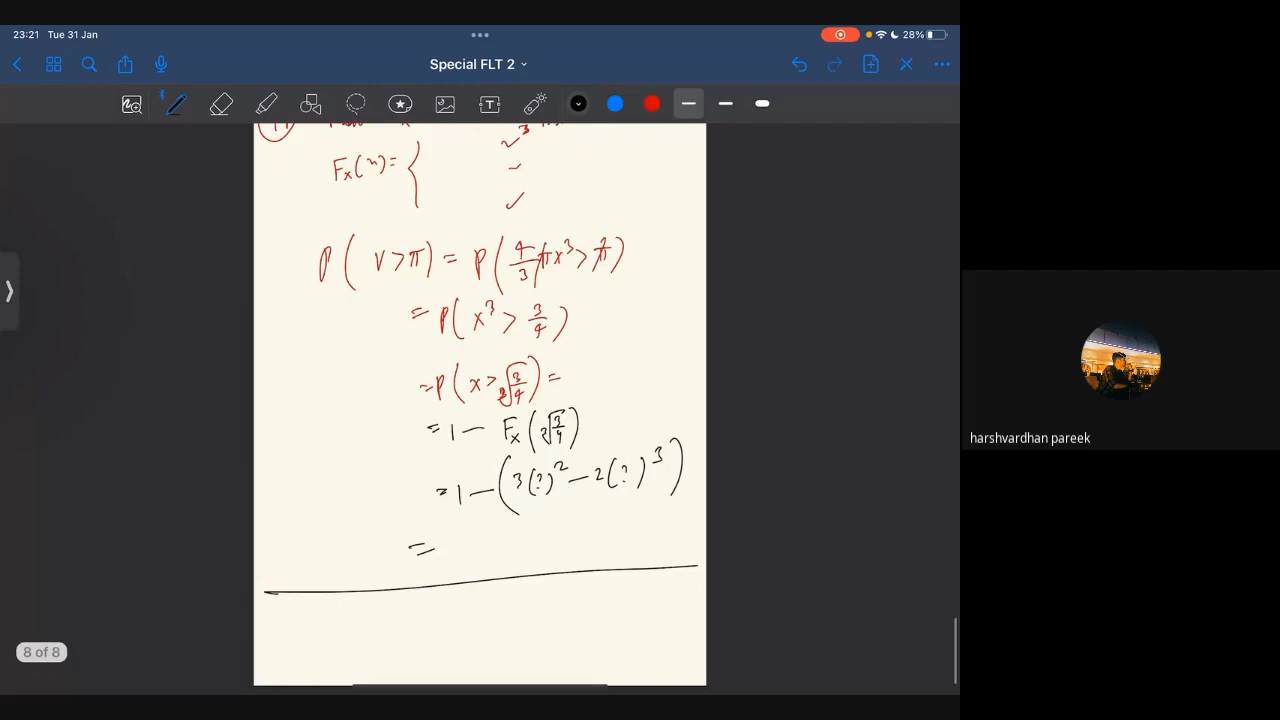 23:21 Tue 31 Jan
28%
Special FLT 2
Fₓ(x) = {
P( V > π) = P( 4/3 πx³ > π )
= P( x³ > 3/4 )
= P( x > ∛(3/4) ) =
= 1 - Fₓ( ∛(3/4) )
= 1 - ( 3(?)² - 2(?)³ )
=
8 of 8
harshvardhan pareek